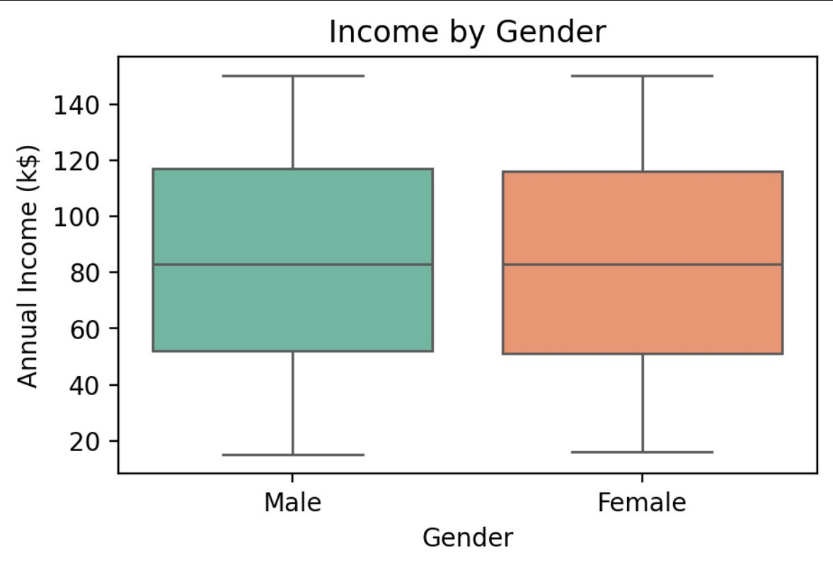 Income by Gender
Annual Income (k$)
140
120
100
80
60
40
20
Male Female
Gender